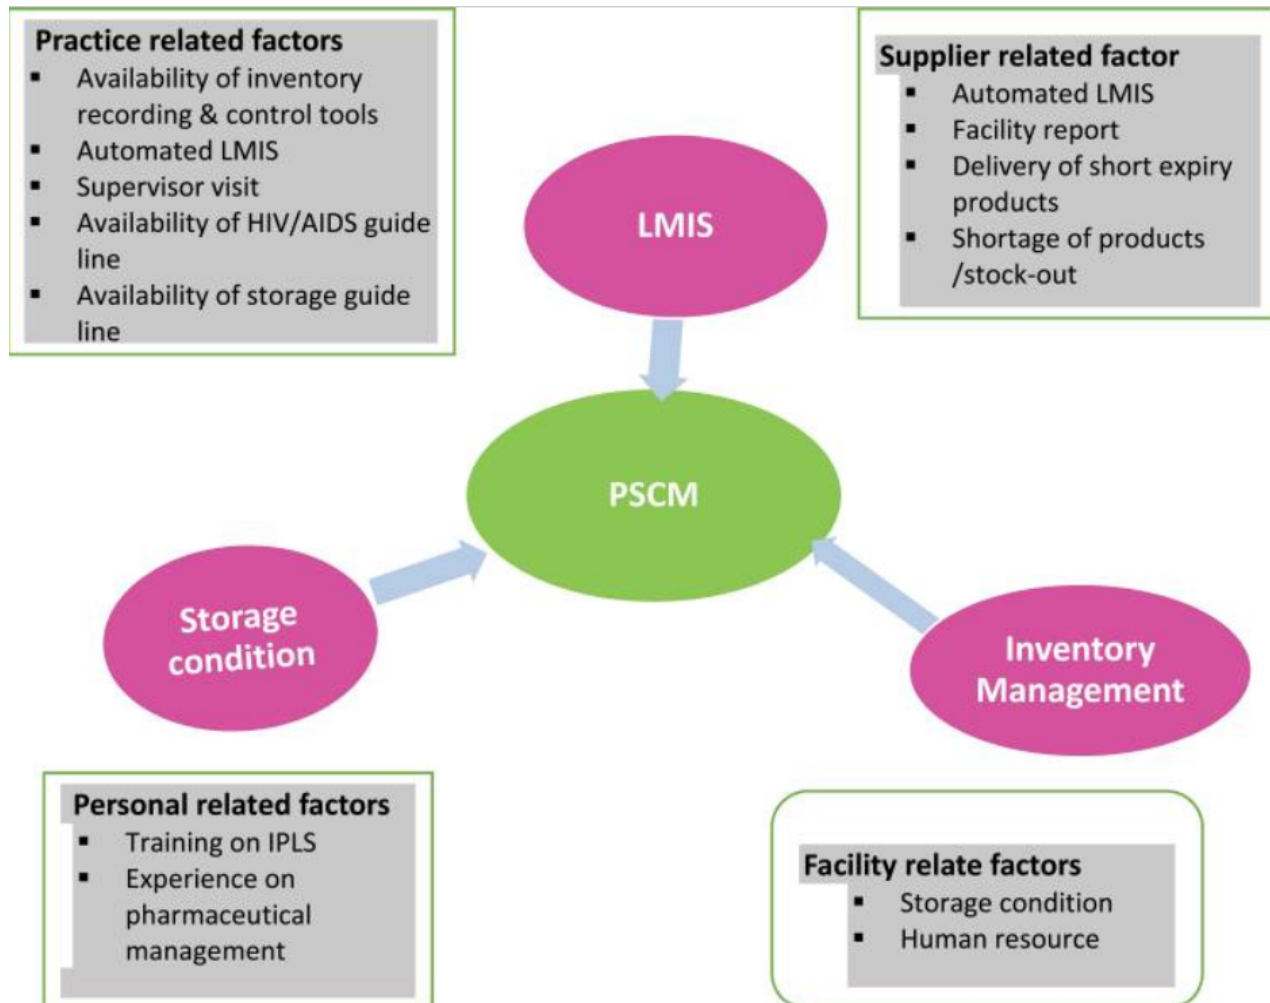 Practice related factors
▪ Availability of inventory
recording & control tools
▪ Automated LMIS
▪ Supervisor visit
▪ Availability of HIV/AIDS guide
line
▪ Availability of storage guide
line
Supplier related factor
▪ Automated LMIS
▪ Facility report
▪ Delivery of short expiry
products
▪ Shortage of products
/stock-out
LMIS
PSCM
Storage
condition
Inventory
Management
Personal related factors
▪ Training on IPLS
▪ Experience on
pharmaceutical
management
Facility relate factors
▪ Storage condition
▪ Human resource